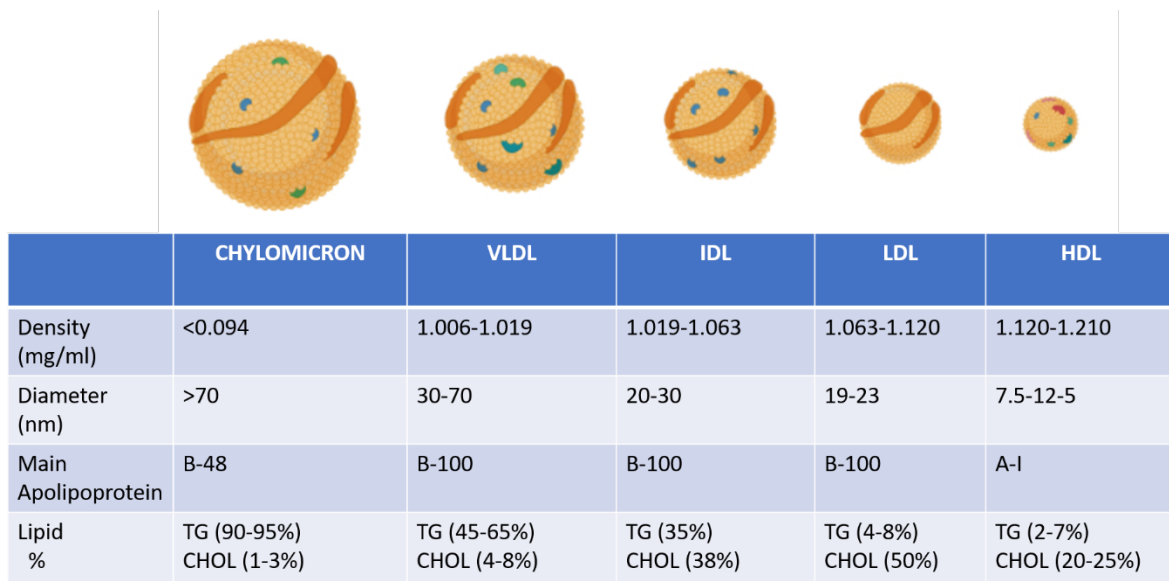 CHYLOMICRON VLDL IDL LDL HDL
Density <0.094 1.006-1.019 1.019-1.063 1.063-1.120 1.120-1.210
(mg/ml)
Diameter >70 30-70 20-30 19-23 7.5-12-5
(nm)
Main B-48 B-100 B-100 B-100 A-I
Apolipoprotein
Lipid TG (90-95%) TG (45-65%) TG (35%) TG (4-8%) TG (2-7%)
% CHOL (1-3%) CHOL (4-8%) CHOL (38%) CHOL (50%) CHOL (20-25%)